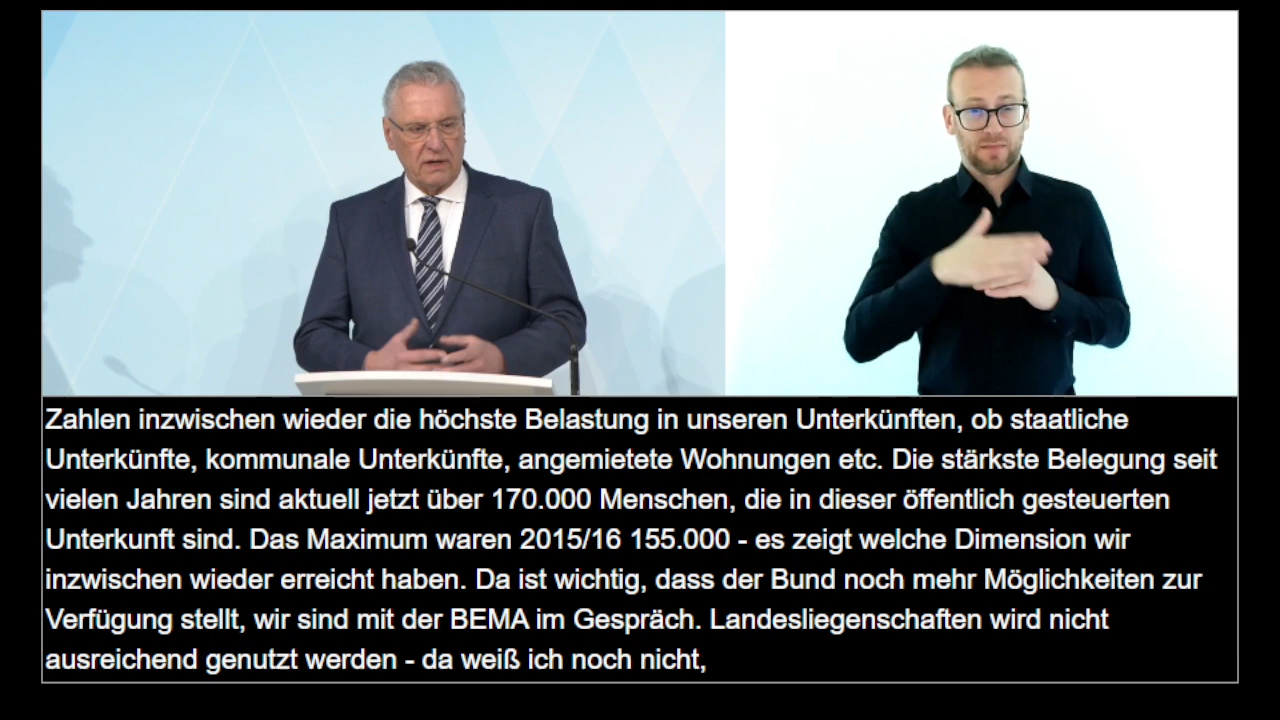 Zahlen inzwischen wieder die höchste Belastung in unseren Unterkünften, ob staatliche
Unterkünfte, kommunale Unterkünfte, angemietete Wohnungen etc. Die stärkste Belegung seit
vielen Jahren sind aktuell jetzt über 170.000 Menschen, die in dieser öffentlich gesteuerten
Unterkunft sind. Das Maximum waren 2015/16 155.000 - es zeigt welche Dimension wir
inzwischen wieder erreicht haben. Da ist wichtig, dass der Bund noch mehr Möglichkeiten zur
Verfügung stellt, wir sind mit der BEMA im Gespräch. Landesliegenschaften wird nicht
ausreichend genutzt werden - da weiß ich noch nicht,